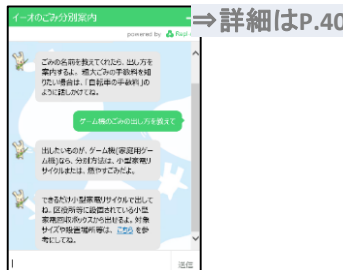 イーオのごみ分別案内
⇒詳細はP.40
powered by Repl
ごみの名前を教えてくれたら、出し方を
案内するよ。粗大ごみの手数料を知
りたい場合は、「自転車の手数料」の
ように話しかけてね。
ゲーム機のごみの出し方を教えて
出したいものが、ゲーム機(家庭用ゲー
ム機)なら、分別方法は、小型家電リ
サイクルまたは、燃やすごみだよ。
できるだけ小型家電リサイクルで出して
ね。区役所等に設置されている小型
家電回収ボックスから出せるよ。対象
サイズや設置場所等は、こちらを参
考にしてね。
送信